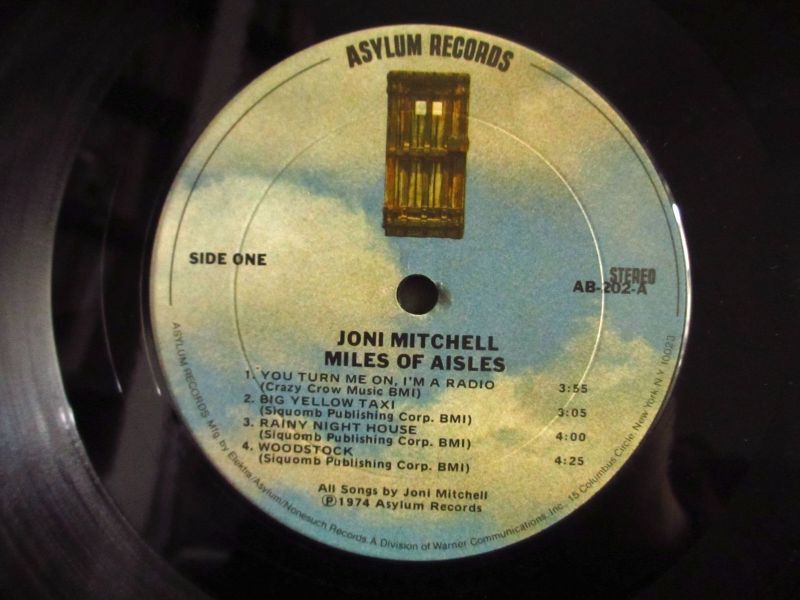 ASYLUM RECORDS
SIDE ONE
STEREO
AB-202-A
JONI MITCHELL
MILES OF AISLES
1. YOU TURN ME ON, I'M A RADIO 3:55
(Crazy Crow Music BMI)
2. BIG YELLOW TAXI 3:05
(Siquomb Publishing Corp. BMI)
3. RAINY NIGHT HOUSE 4:00
(Siquomb Publishing Corp. BMI)
4. WOODSTOCK 4:25
(Siquomb Publishing Corp. BMI)
All Songs by Joni Mitchell
Ⓟ1974 Asylum Records
ASYLUM RECORDS Mfg. by Elektra/Asylum/Nonesuch Records A Division of Warner Communications, Inc. 15 Columbus Circle, New York, N.Y. 10023